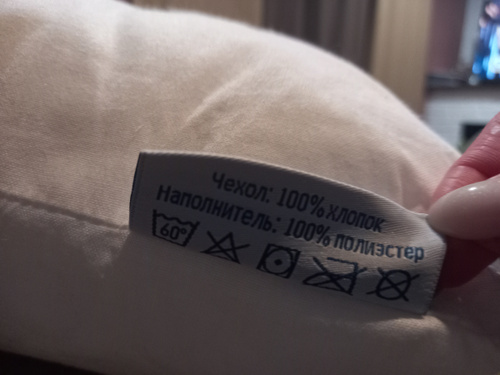 Чехол: 100% хлопок
Наполнитель: 100% полиэстер
60°